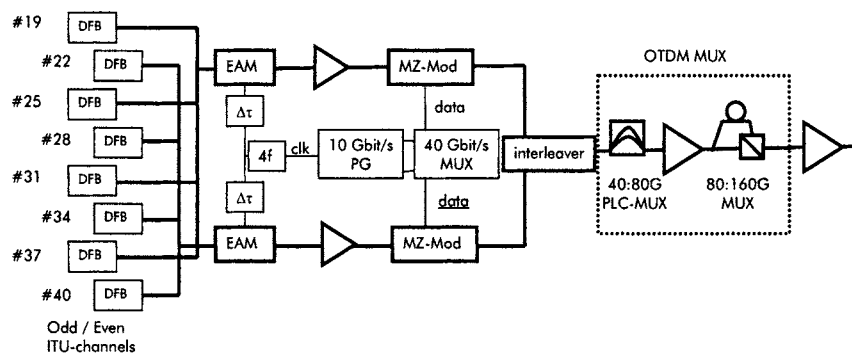 #19 DFB
#22 DFB
#25 DFB
#28 DFB
#31 DFB
#34 DFB
#37 DFB
#40 DFB
Odd / Even
ITU-channels
EAM
MZ-Mod
Δτ
data
4f
clk
10 Gbit/s
PG
40 Gbit/s
MUX
interleaver
Δτ
data
EAM
MZ-Mod
OTDM MUX
40:80G
PLC-MUX
80:160G
MUX